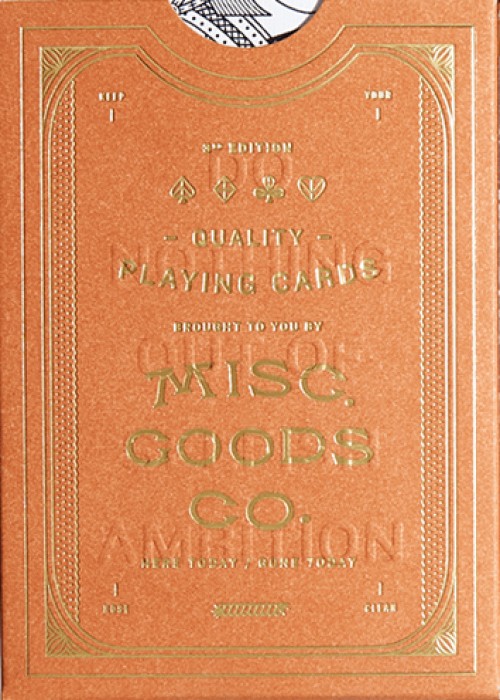 KEEP YOUR
3RD EDITION
DO
– QUALITY –
NOTHING
PLAYING CARDS
BROUGHT TO YOU BY
OUT OF
MISC.
GOODS
CO.
AMBITION
HERE TODAY / GONE TODAY
NOSE CLEAN